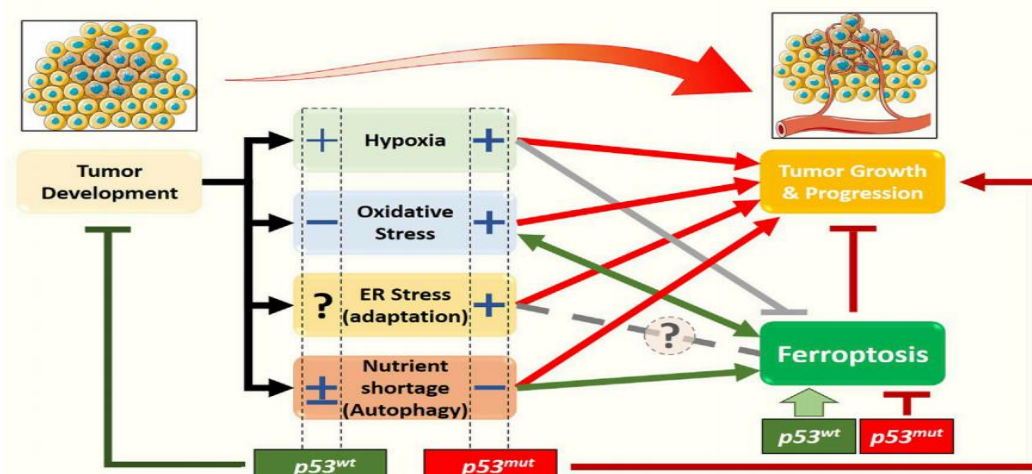 Tumor
Development
+ Hypoxia +
− Oxidative
Stress +
? ER Stress
(adaptation) +
± Nutrient
shortage
(Autophagy) −
Tumor Growth
& Progression
?
Ferroptosis
p53wt
p53mut
p53wt
p53mut